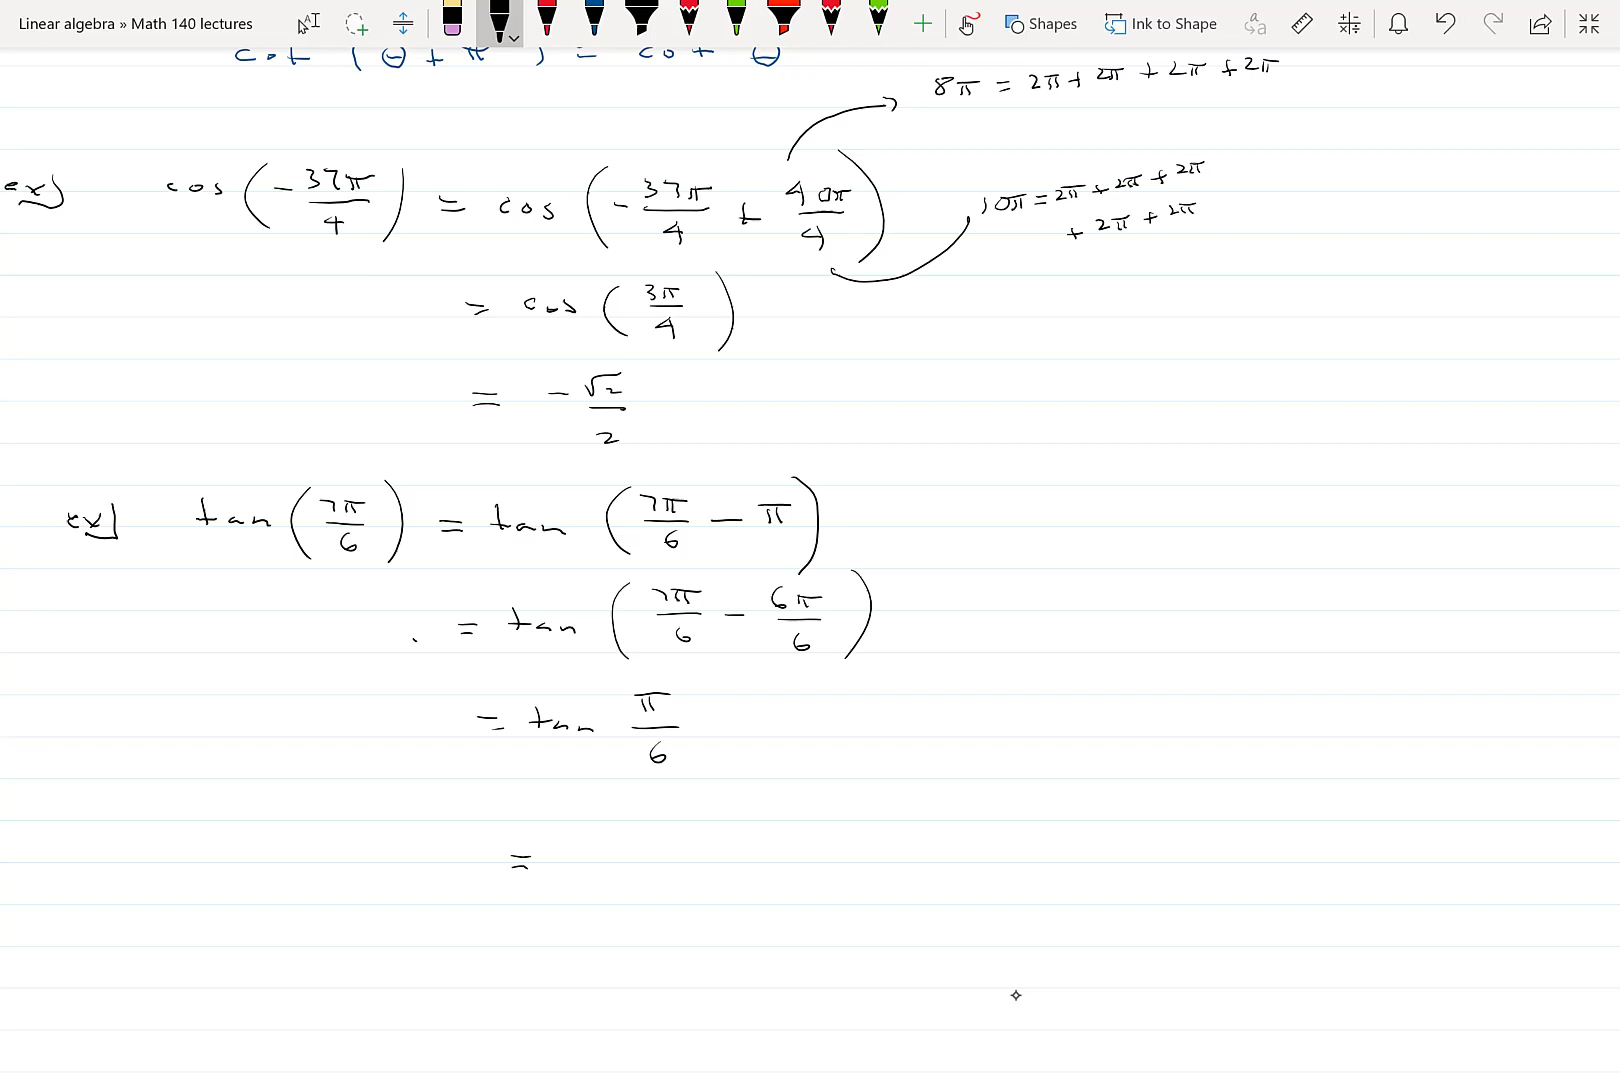 Linear algebra » Math 140 lectures
Shapes
Ink to Shape
cot (θ + π) = cot θ
8π = 2π + 2π + 2π + 2π
ex) cos(-37π/4) = cos(-37π/4 + 40π/4)
10π = 2π + 2π + 2π
+ 2π + 2π
= cos(3π/4)
= -√2/2
ex) tan(7π/6) = tan(7π/6 - π)
= tan(7π/6 - 6π/6)
= tan π/6
=